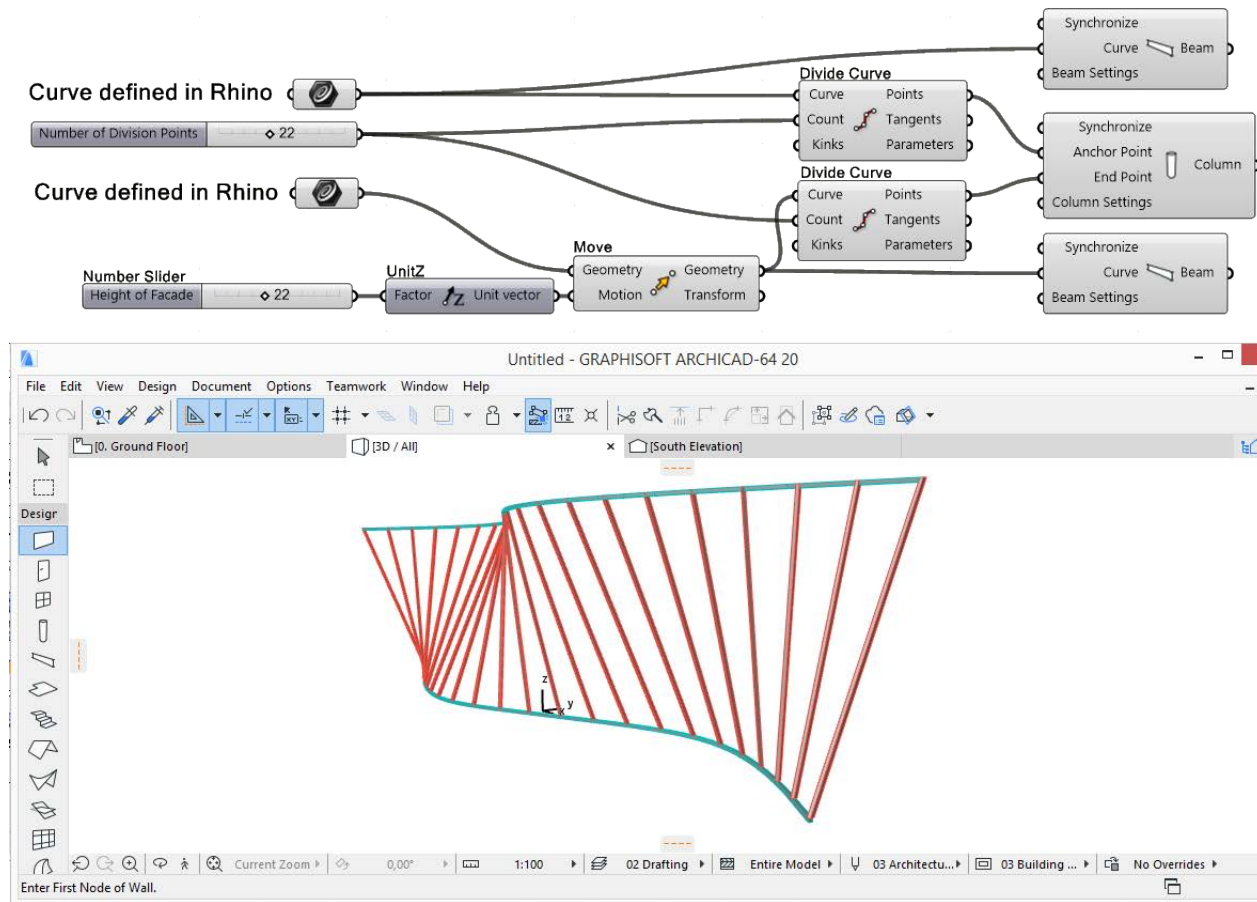 Synchronize
Curve Beam
Beam Settings
Curve defined in Rhino
Number of Division Points 22
Divide Curve
Curve Points
Count Tangents
Kinks Parameters
Synchronize
Anchor Point
End Point
Column
Column Settings
Curve defined in Rhino
Divide Curve
Curve Points
Count Tangents
Kinks Parameters
Number Slider
Height of Facade 22
UnitZ
Factor Z Unit vector
Move
Geometry Geometry
Motion Transform
Synchronize
Curve Beam
Beam Settings
Untitled - GRAPHISOFT ARCHICAD-64 20
File Edit View Design Document Options Teamwork Window Help
[0. Ground Floor] [3D / All] [South Elevation]
Design
z
y
x
Current Zoom 0,00° 1:100 02 Drafting Entire Model 03 Architectu... 03 Building ... No Overrides
Enter First Node of Wall.